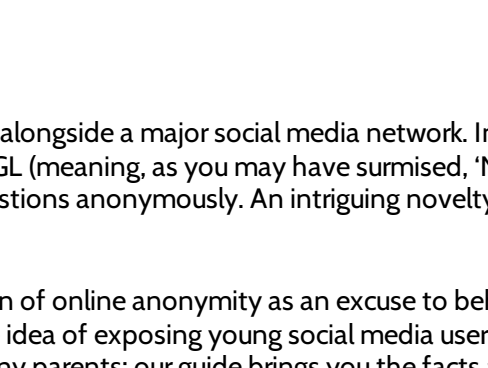 alongside a major social media network. In
GL (meaning, as you may have surmised, ‘N
stions anonymously. An intriguing novelty
n of online anonymity as an excuse to beh
idea of exposing young social media user
ny parents: our guide brings you the facts